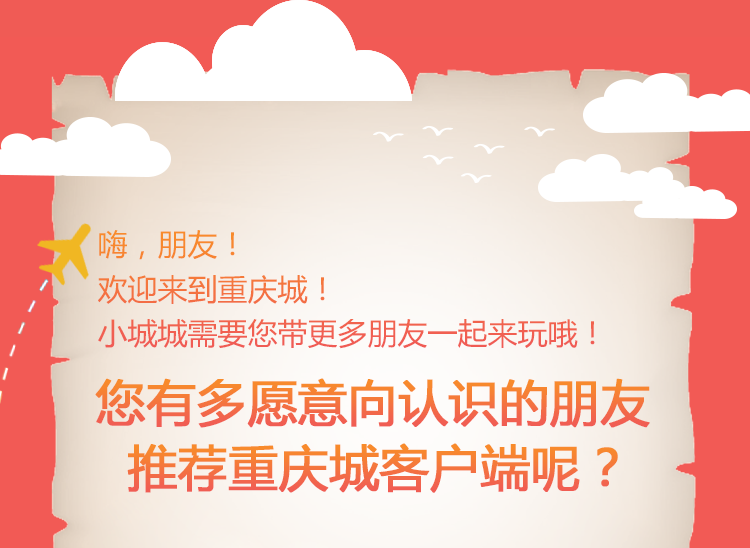 嗨，朋友！
欢迎来到重庆城！
小城城需要您带更多朋友一起来玩哦！
您有多愿意向认识的朋友
推荐重庆城客户端呢？